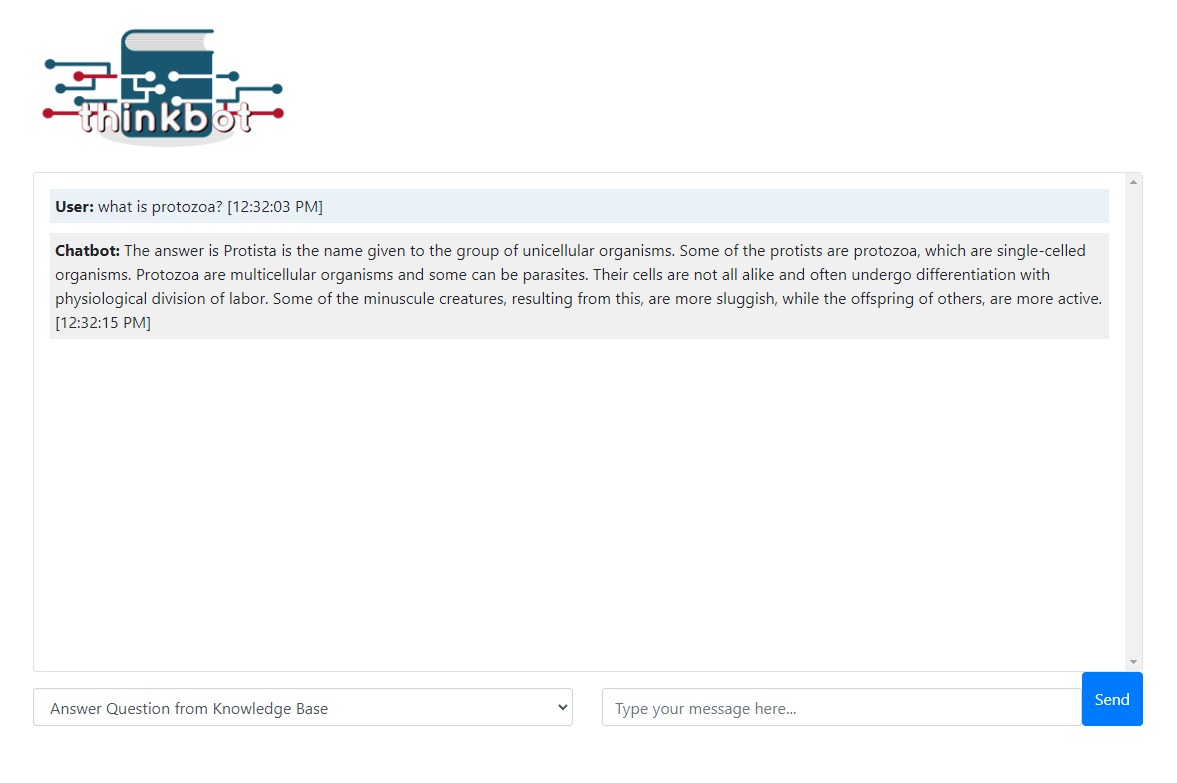 thinkbot
User: what is protozoa? [12:32:03 PM]
Chatbot: The answer is Protista is the name given to the group of unicellular organisms. Some of the protists are protozoa, which are single-celled
organisms. Protozoa are multicellular organisms and some can be parasites. Their cells are not all alike and often undergo differentiation with
physiological division of labor. Some of the minuscule creatures, resulting from this, are more sluggish, while the offspring of others, are more active.
[12:32:15 PM]
Answer Question from Knowledge Base
Type your message here...
Send